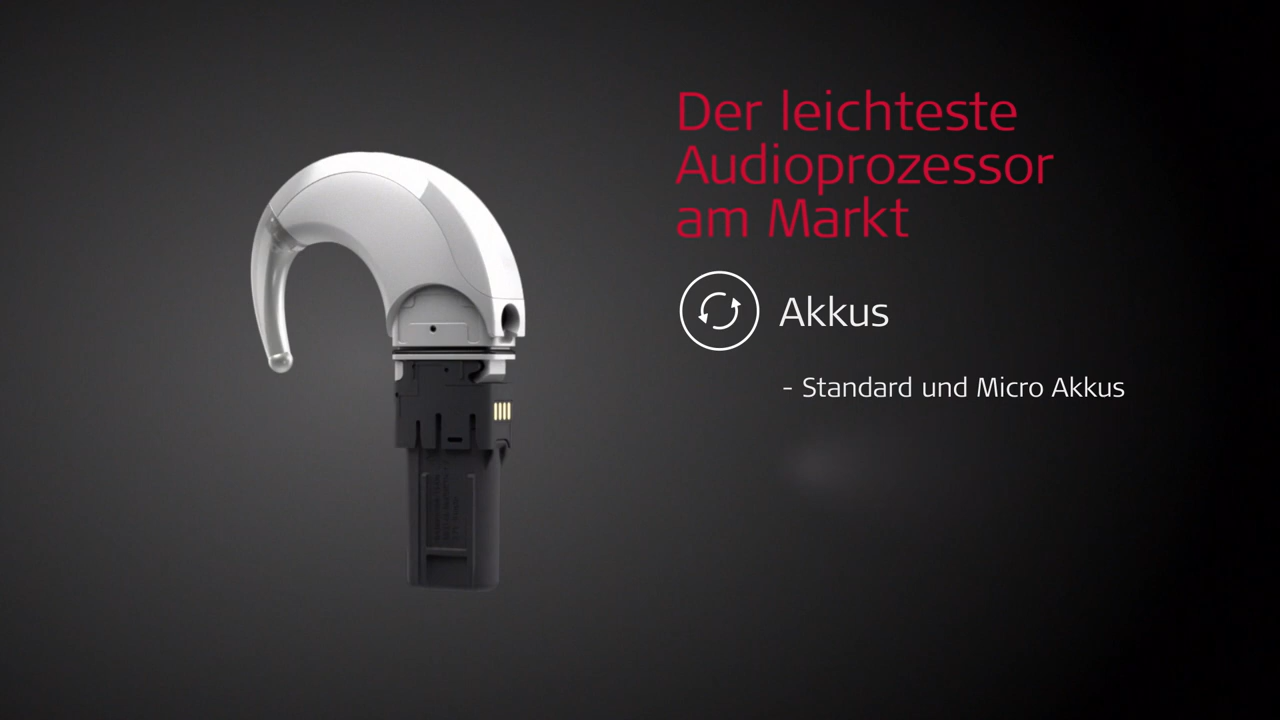 Der leichteste
Audioprozessor
am Markt
Akkus
- Standard und Micro Akkus